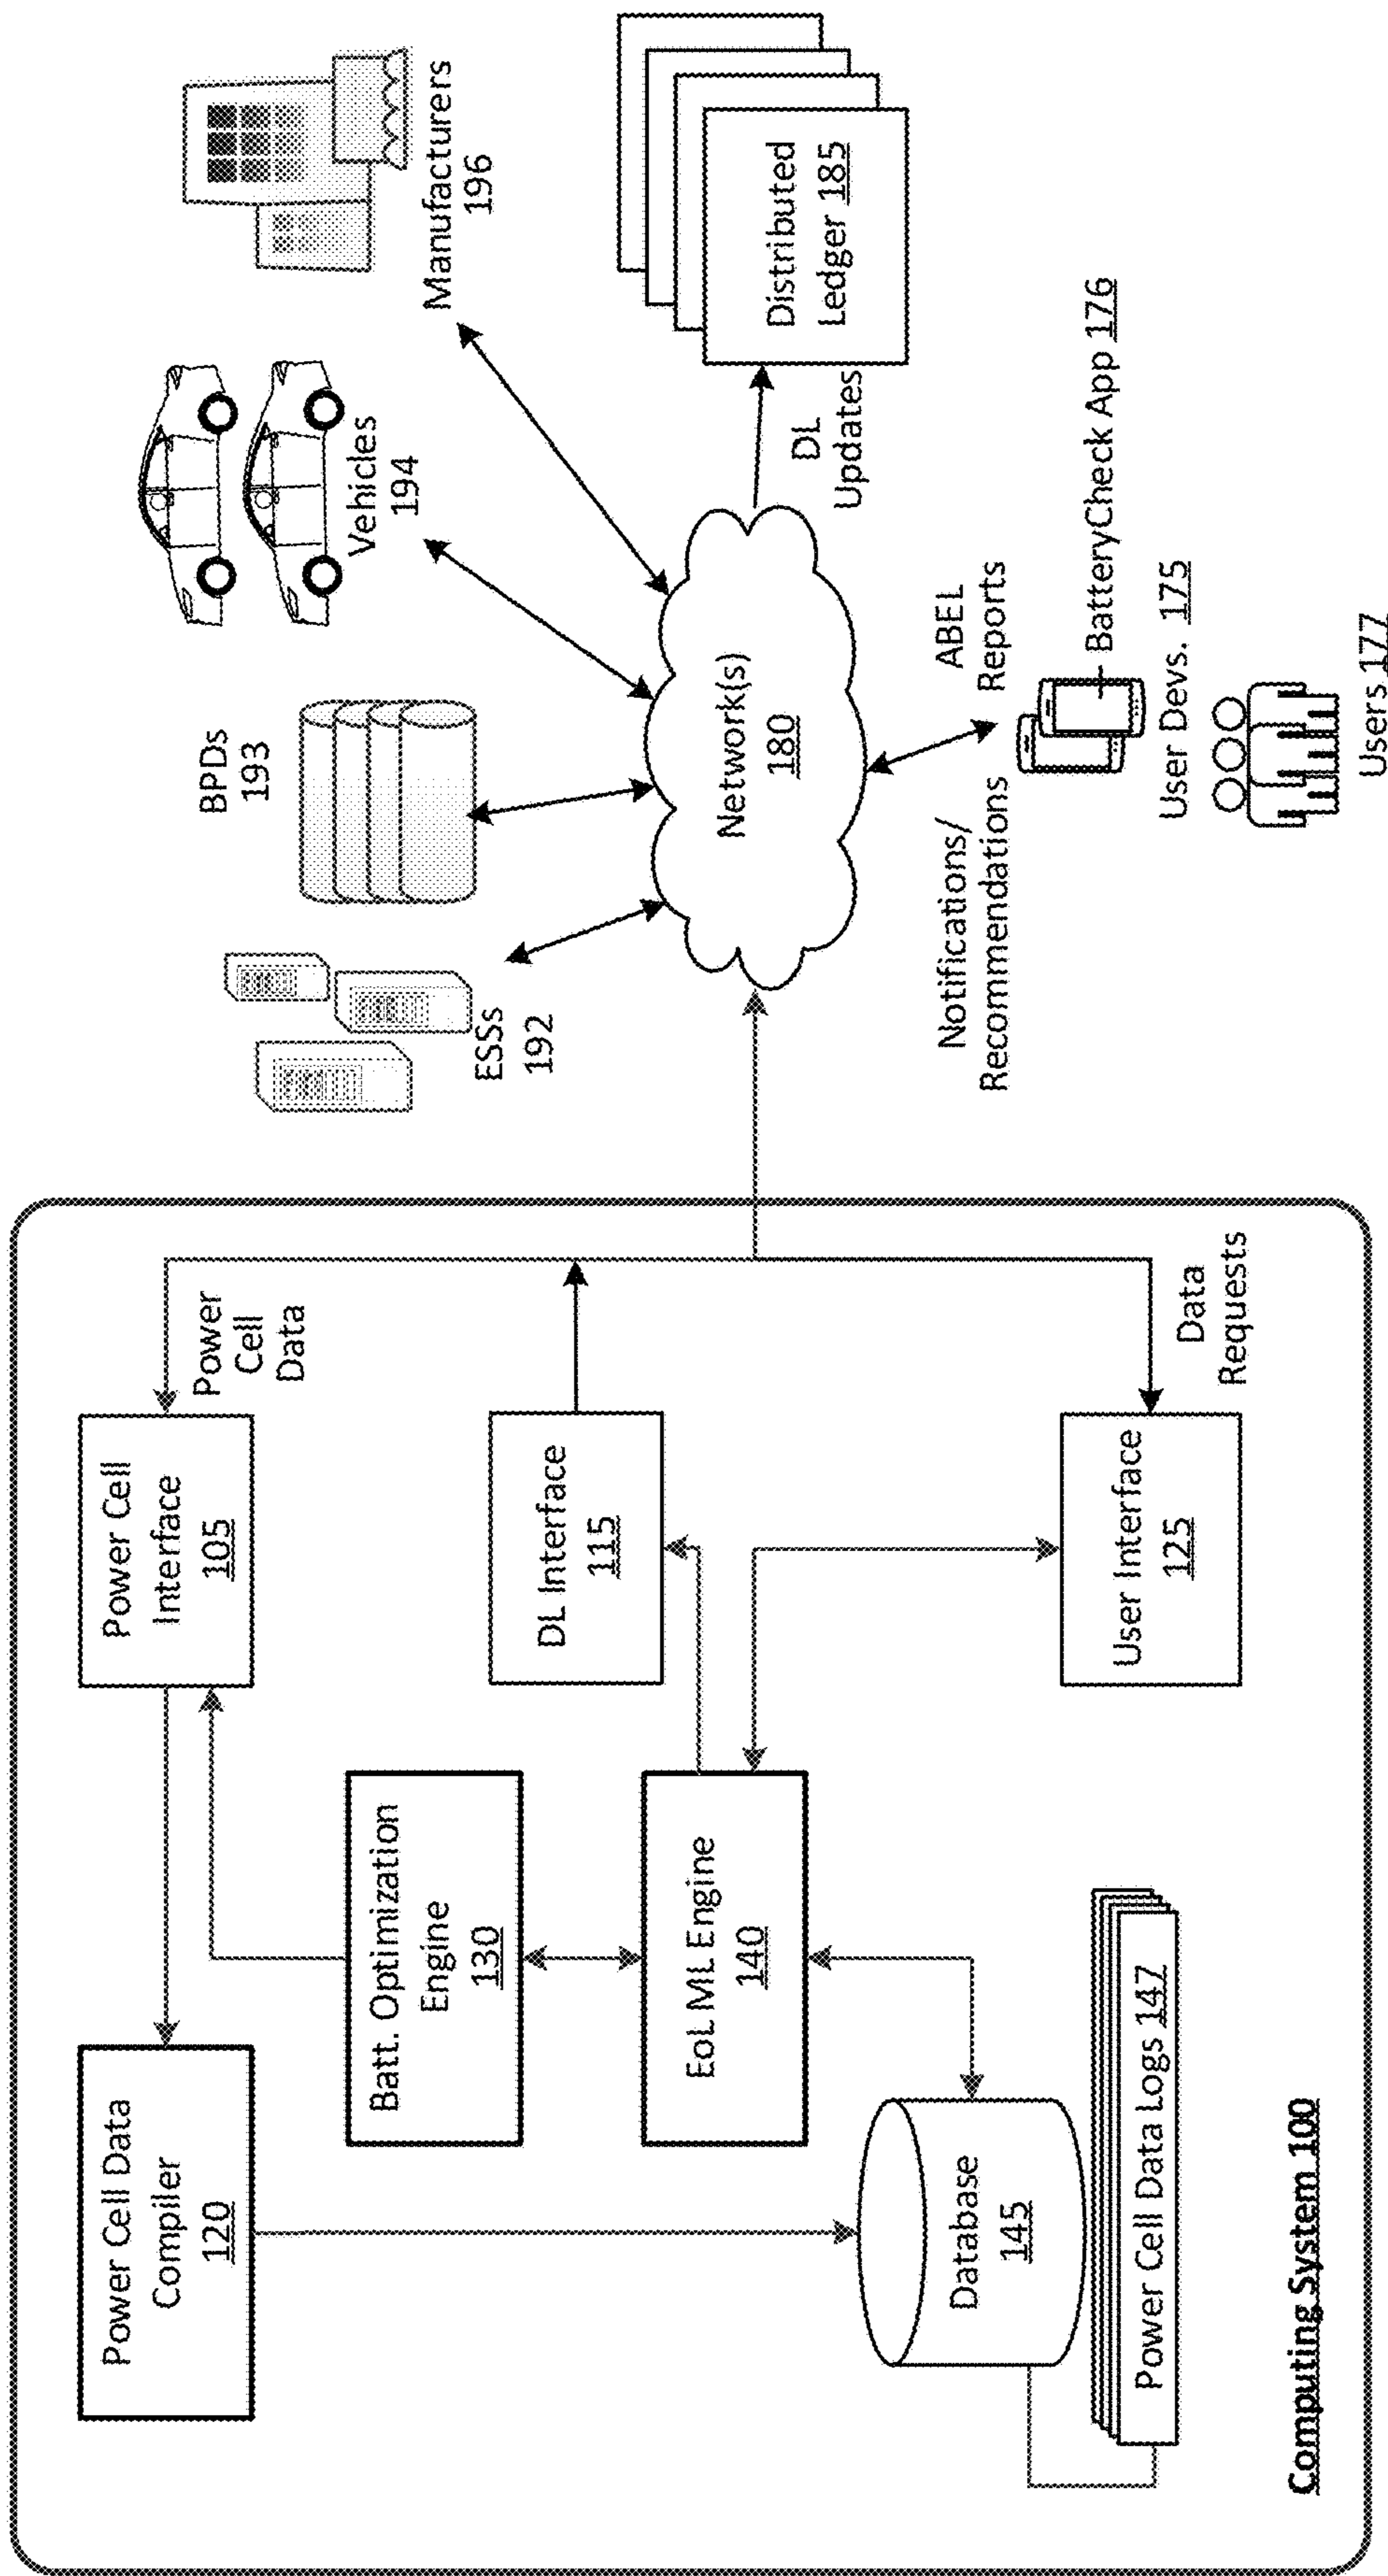 Power Cell Data
Compiler
120
Power Cell
Interface
105
Power
Cell
Data
Batt. Optimization
Engine
130
DL Interface
115
EoL ML Engine
140
Database
145
Power Cell Data Logs 147
User Interface
125
Data
Requests
Computing System 100
ESSs
192
BPDs
193
Vehicles
194
Manufacturers
196
Network(s)
180
DL
Updates
Distributed
Ledger 185
Notifications/
Recommendations
ABEL
Reports
BatteryCheck App 176
User Devs. 175
Users 177